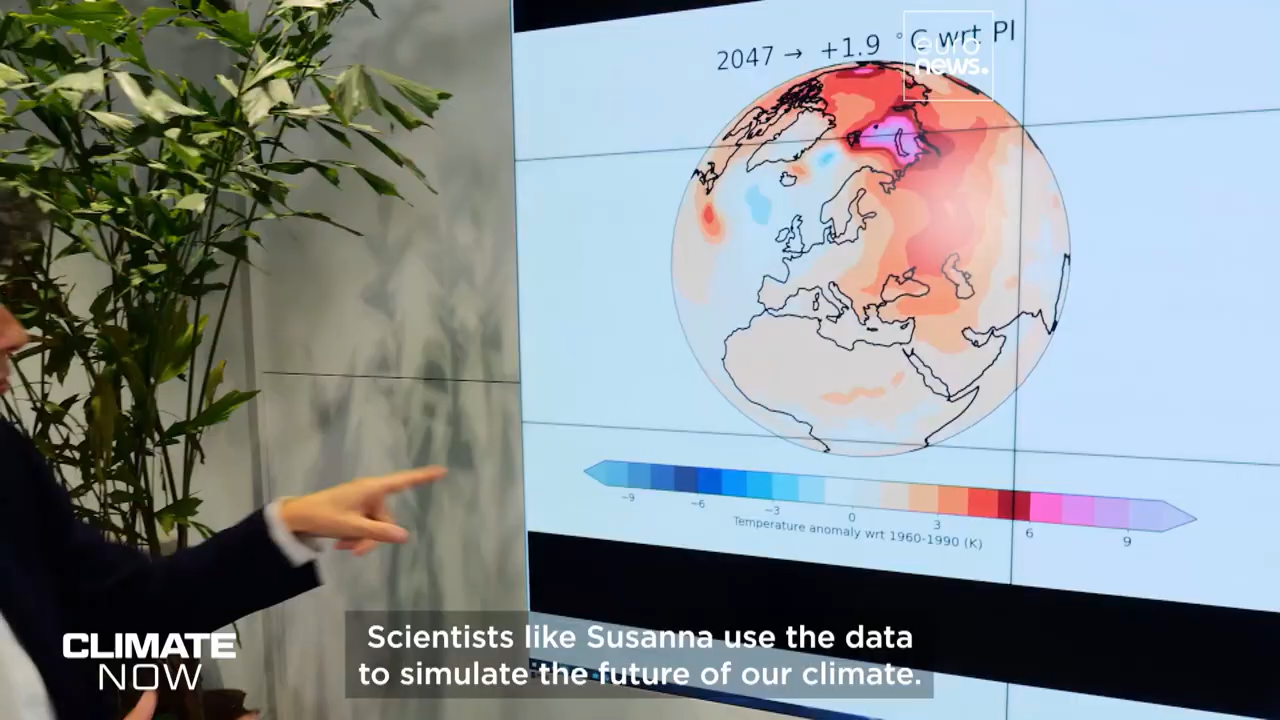 2047 → +1.9 °C wrt PI
euro
news.
-9
-6
-3
0
3
6
9
Temperature anomaly wrt 1960-1990 (K)
Scientists like Susanna use the data
to simulate the future of our climate.
CLIMATE
NOW